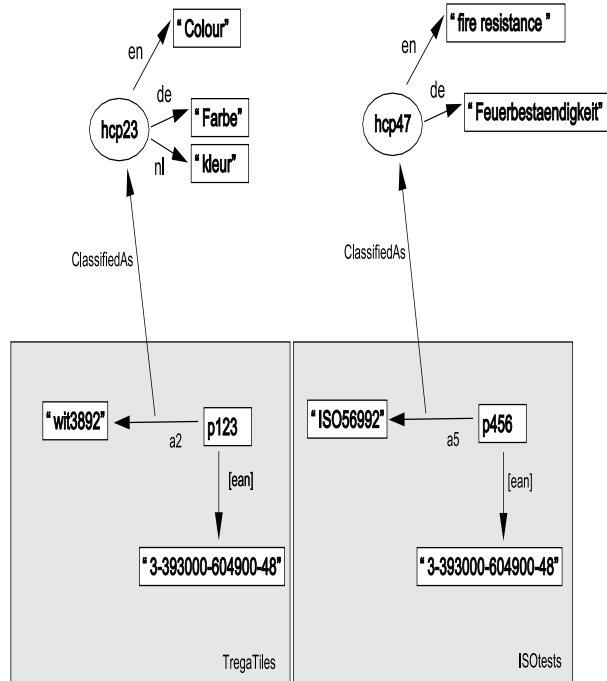 “ Colour”
“ fire resistance ”
en
en
de
de
hcp23
“ Farbe”
hcp47
“ Feuerbestaendigkeit”
nl
“ kleur”
ClassifiedAs
ClassifiedAs
“ wit3892”
p123
“ ISO56992”
p456
a2
a5
[ean]
[ean]
“ 3-393000-604900-48”
“ 3-393000-604900-48”
TregaTiles
ISOtests